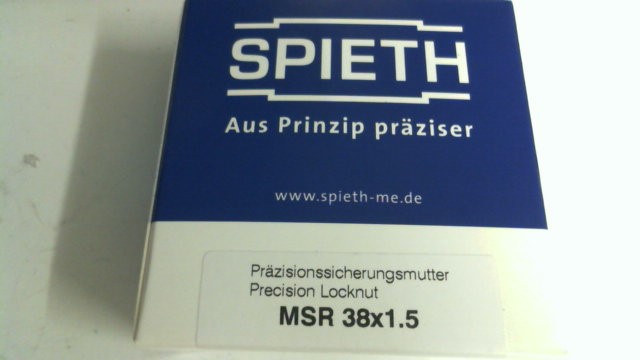 SPIETH
Aus Prinzip präziser
www.spieth-me.de
Präzisionssicherungsmutter
Precision Locknut
MSR 38x1.5